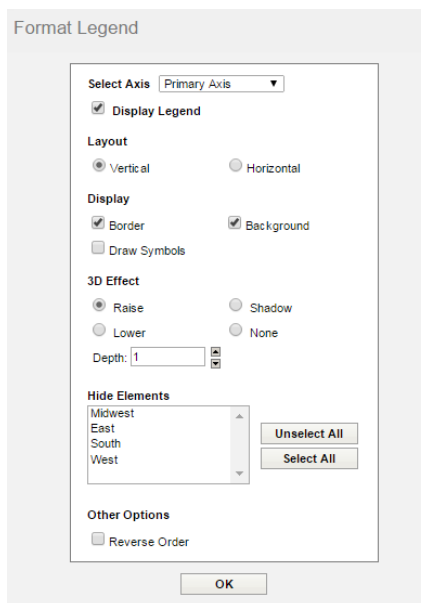 Format Legend
Select Axis Primary Axis
Display Legend
Layout
Vertical Horizontal
Display
Border Background
Draw Symbols
3D Effect
Raise Shadow
Lower None
Depth: 1
Hide Elements
Midwest
East
South
West
Unselect All
Select All
Other Options
Reverse Order
OK